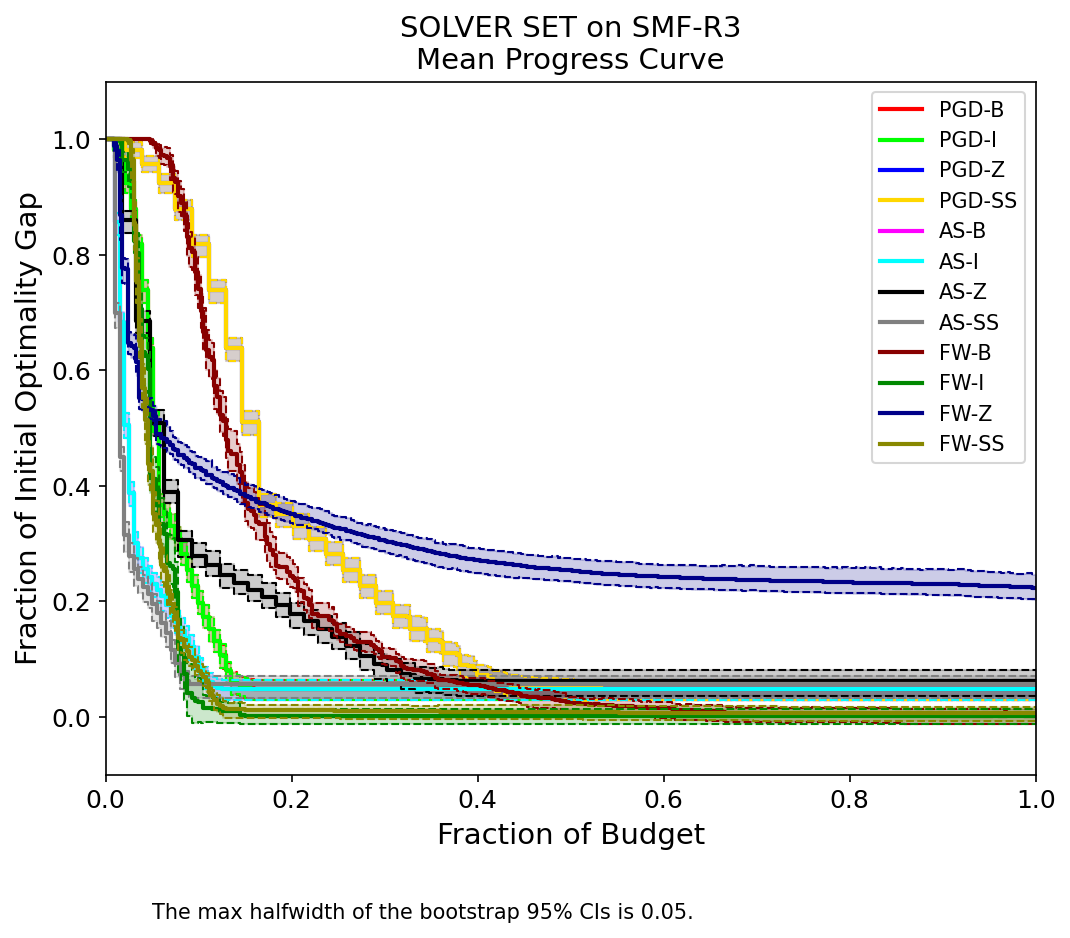 SOLVER SET on SMF-R3
Mean Progress Curve
Fraction of Initial Optimality Gap
1.0
0.8
0.6
0.4
0.2
0.0
PGD-B
PGD-I
PGD-Z
PGD-SS
AS-B
AS-I
AS-Z
AS-SS
FW-B
FW-I
FW-Z
FW-SS
0.0 0.2 0.4 0.6 0.8 1.0
Fraction of Budget
The max halfwidth of the bootstrap 95% CIs is 0.05.